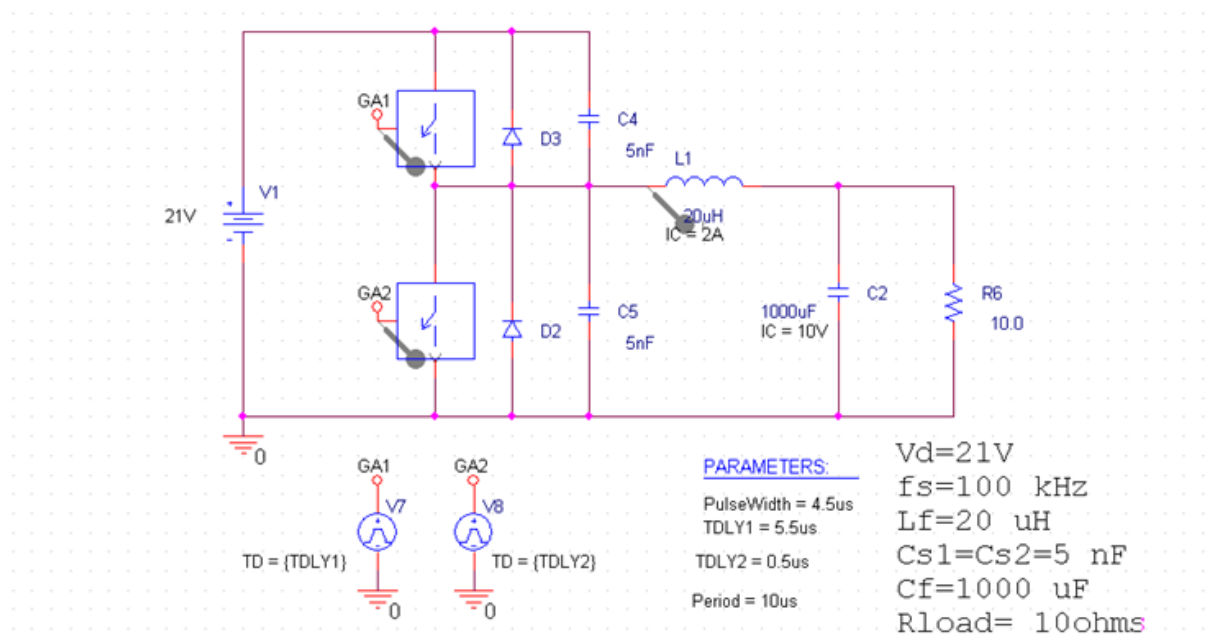 GA1
D3
C4
5nF
L1
20uH
IC = 2A
V1
21V
GA2
D2
C5
5nF
1000uF
IC = 10V
C2
R6
10.0
0
GA1
V7
TD = {TDLY1}
0
GA2
V8
TD = {TDLY2}
0
PARAMETERS:
PulseWidth = 4.5us
TDLY1 = 5.5us
TDLY2 = 0.5us
Period = 10us
Vd=21V
fs=100 kHz
Lf=20 uH
Cs1=Cs2=5 nF
Cf=1000 uF
Rload= 10ohms